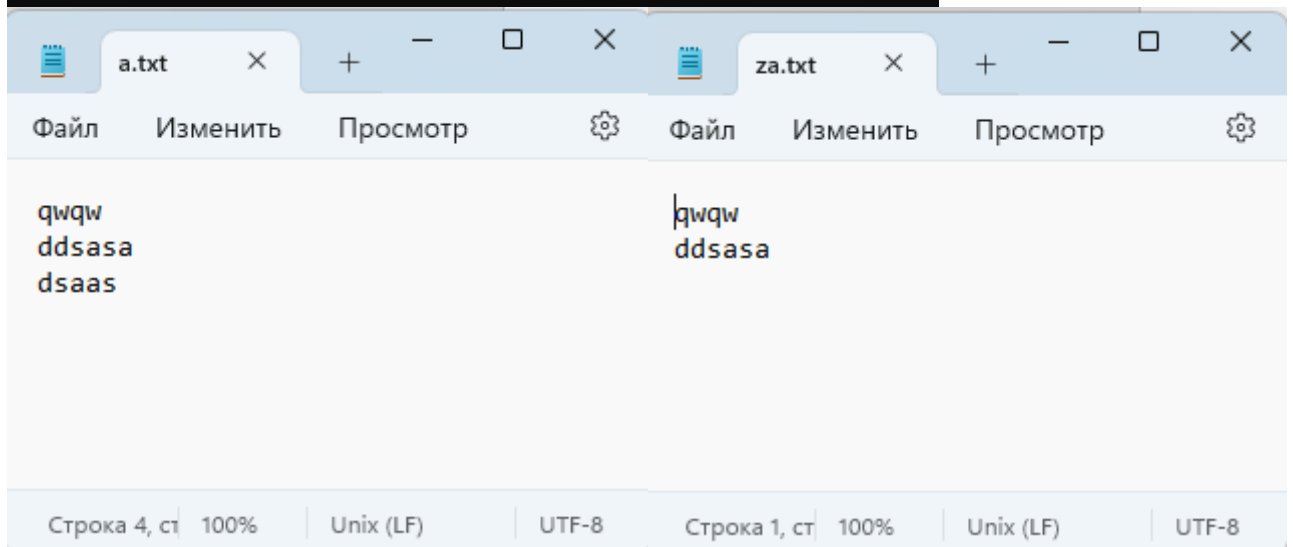 a.txt
Файл Изменить Просмотр
qwqw
ddsasa
dsaas
Строка 4, ст 100% Unix (LF) UTF-8
za.txt
Файл Изменить Просмотр
qwqw
ddsasa
Строка 1, ст 100% Unix (LF) UTF-8